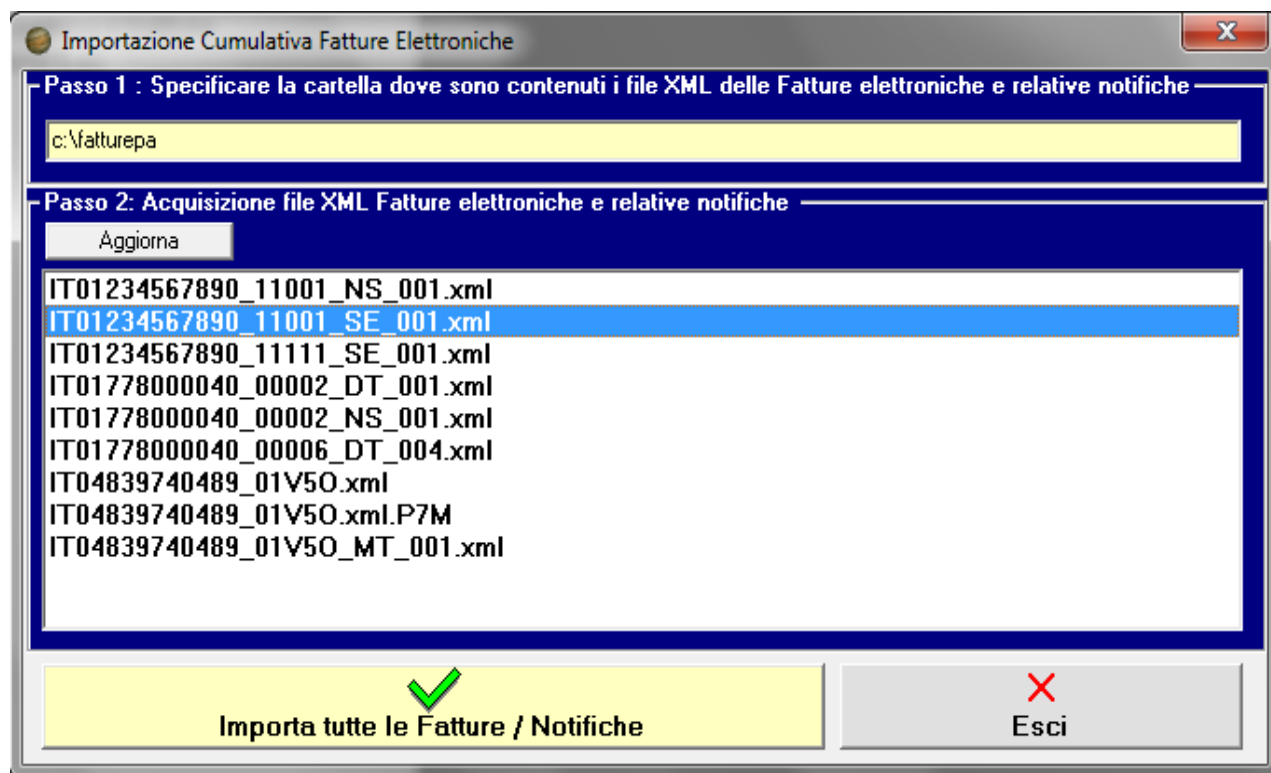 Importazione Cumulativa Fatture Elettroniche
Passo 1 : Specificare la cartella dove sono contenuti i file XML delle Fatture elettroniche e relative notifiche
c:\fatturepa
Passo 2: Acquisizione file XML Fatture elettroniche e relative notifiche
Aggiorna
IT01234567890_11001_NS_001.xml
IT01234567890_11001_SE_001.xml
IT01234567890_11111_SE_001.xml
IT01778000040_00002_DT_001.xml
IT01778000040_00002_NS_001.xml
IT01778000040_00006_DT_004.xml
IT04839740489_01V5O.xml
IT04839740489_01V5O.xml.P7M
IT04839740489_01V5O_MT_001.xml
Importa tutte le Fatture / Notifiche
Esci